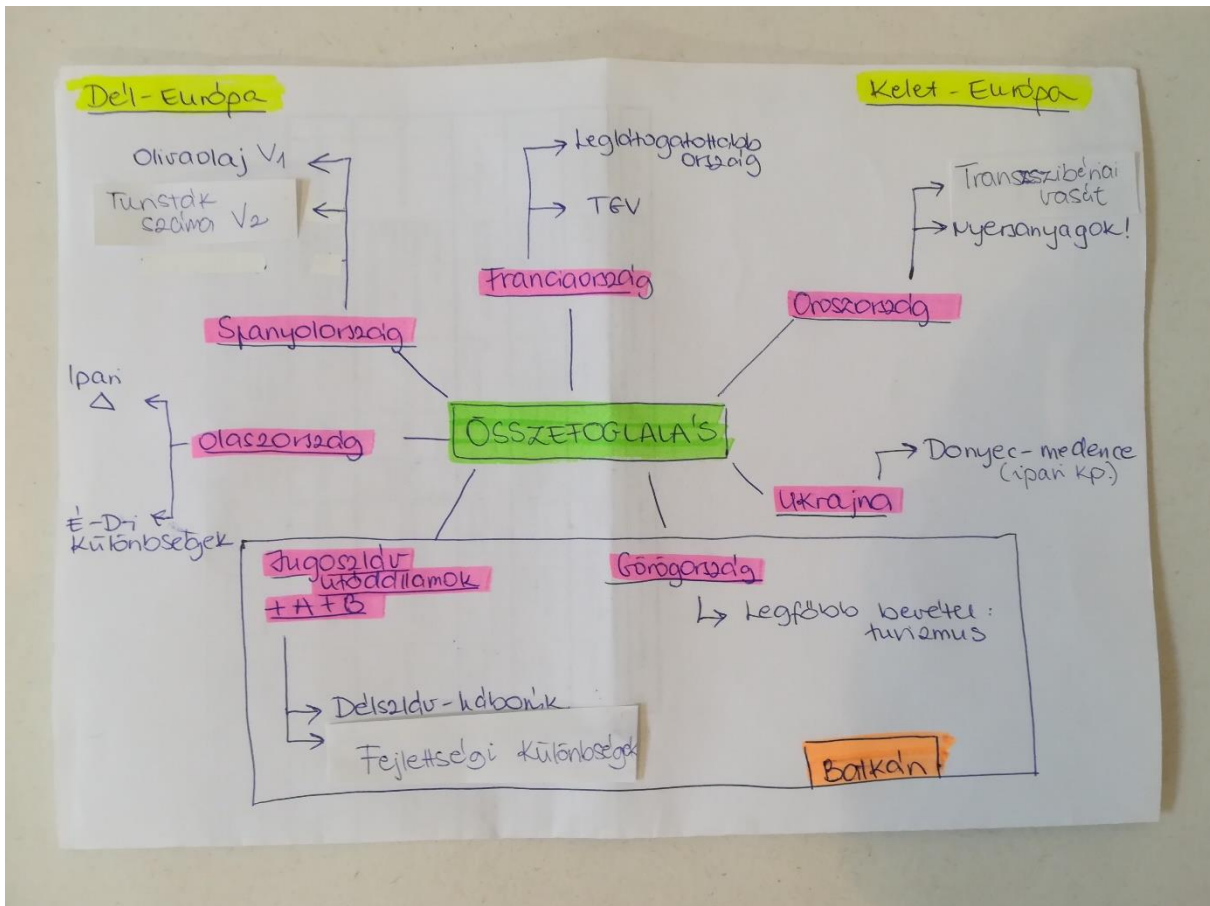 Dél-Európa
Kelet-Európa
Olivaolaj V1
Turisták
száma V2
Spanyolország
Leglátogatottabb
ország
TGV
Franciaország
Transzszibériai
vasút
Nyersanyagok!
Oroszország
Ipari
△
É-D-i
különbségek
Olaszország
ÖSSZEFOGLALÁS
Donyec-medence
(ipari kp.)
Ukrajna
Jugoszláv
utódállamok
+A+B
Délszláv-háborúk
Fejlettségi különbségek
Görögország
Legfőbb bevétel:
turizmus
Balkán